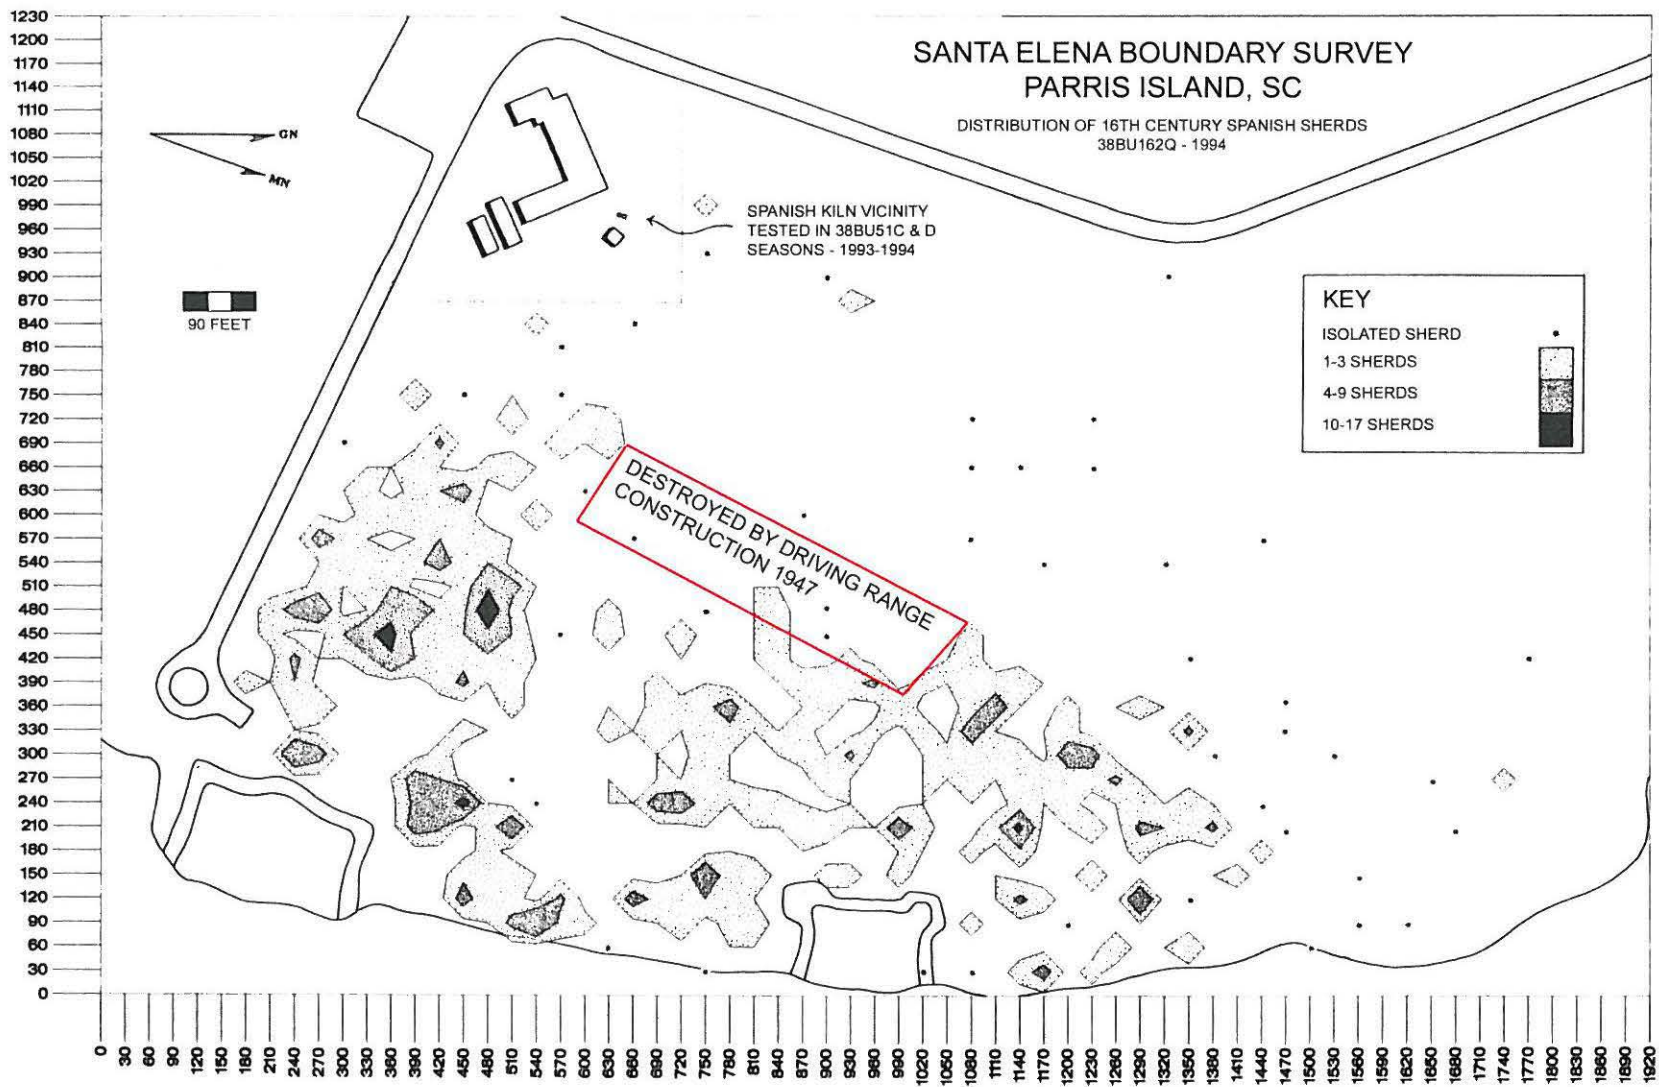 SANTA ELENA BOUNDARY SURVEY
PARRIS ISLAND, SC
DISTRIBUTION OF 16TH CENTURY SPANISH SHERDS
38BU162Q - 1994
GN
MN
90 FEET
SPANISH KILN VICINITY
TESTED IN 38BU51C & D
SEASONS - 1993-1994
KEY
ISOLATED SHERD
1-3 SHERDS
4-9 SHERDS
10-17 SHERDS
DESTROYED BY DRIVING RANGE
CONSTRUCTION 1947
1230
1200
1170
1140
1110
1080
1050
1020
990
960
930
900
870
840
810
780
750
720
690
660
630
600
570
540
510
480
450
420
390
360
330
300
270
240
210
180
150
120
90
60
30
0
0 30 60 90 120 150 180 210 240 270 300 330 360 390 420 450 480 510 540 570 600 630 660 690 720 750 780 810 840 870 900 930 960 990 1020 1050 1080 1110 1140 1170 1200 1230 1260 1290 1320 1350 1380 1410 1440 1470 1500 1530 1560 1590 1620 1650 1680 1710 1740 1770 1800 1830 1860 1890 1920